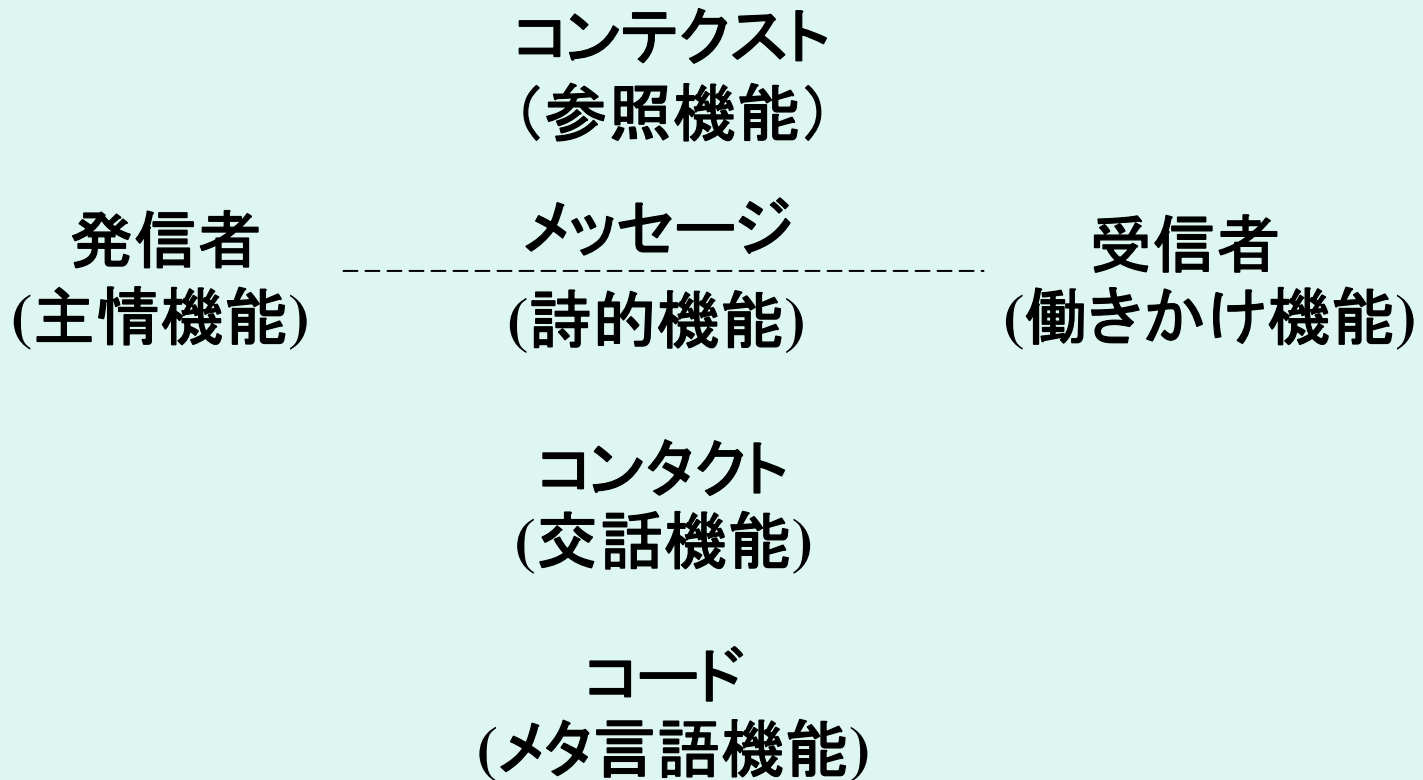 コンテクスト
（参照機能）
発信者
(主情機能)
メッセージ
(詩的機能)
受信者
(働きかけ機能)
コンタクト
(交話機能)
コード
(メタ言語機能)